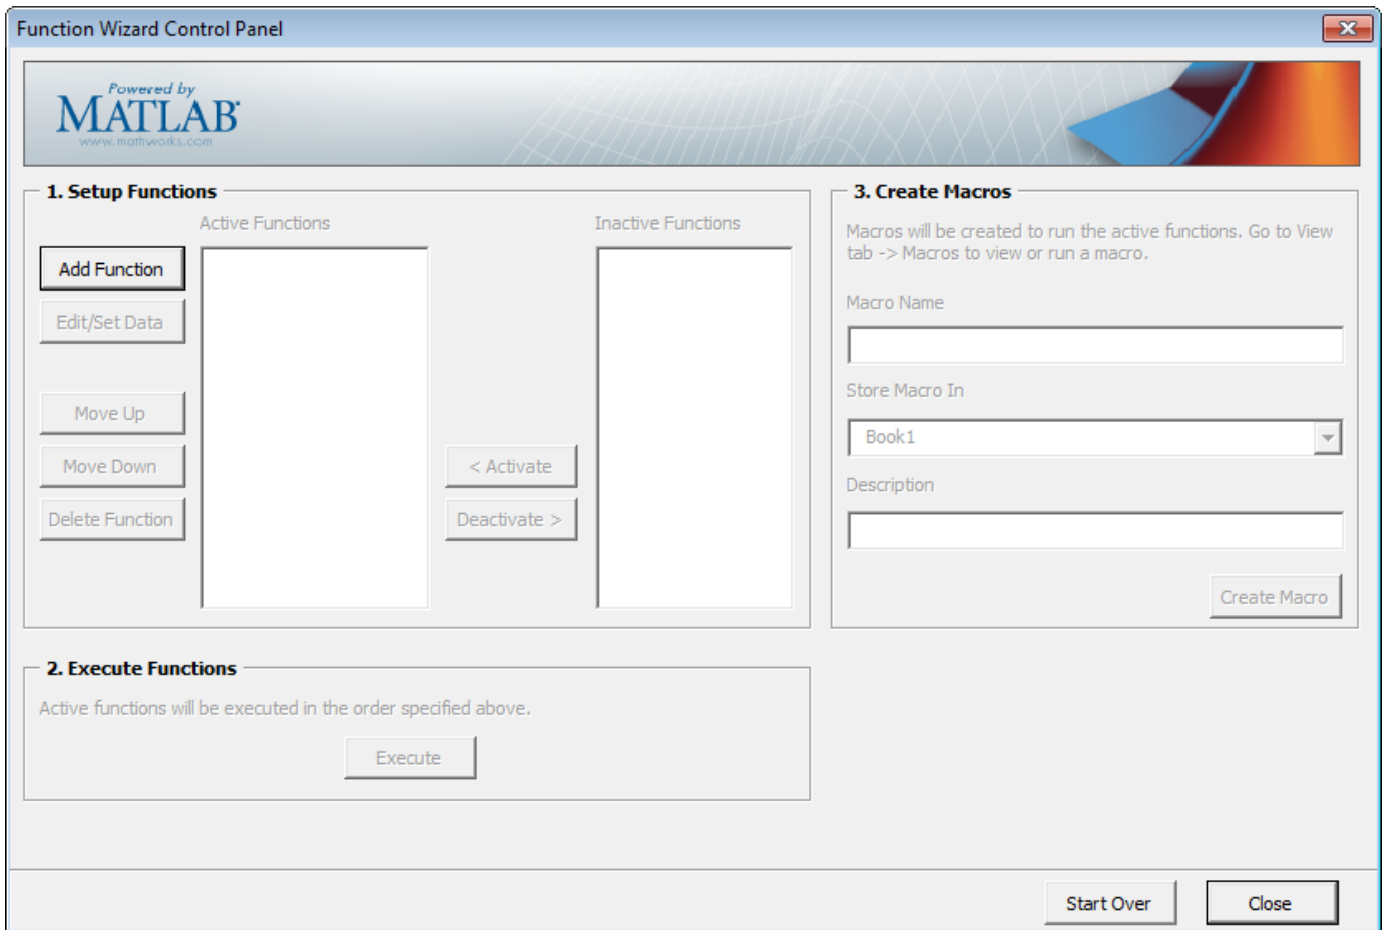 Function Wizard Control Panel
Powered by
MATLAB®
www.mathworks.com
1. Setup Functions
Active Functions
Inactive Functions
Add Function
Edit/Set Data
Move Up
Move Down
Delete Function
< Activate
Deactivate >
2. Execute Functions
Active functions will be executed in the order specified above.
Execute
3. Create Macros
Macros will be created to run the active functions. Go to View
tab -> Macros to view or run a macro.
Macro Name
Store Macro In
Book1
Description
Create Macro
Start Over
Close